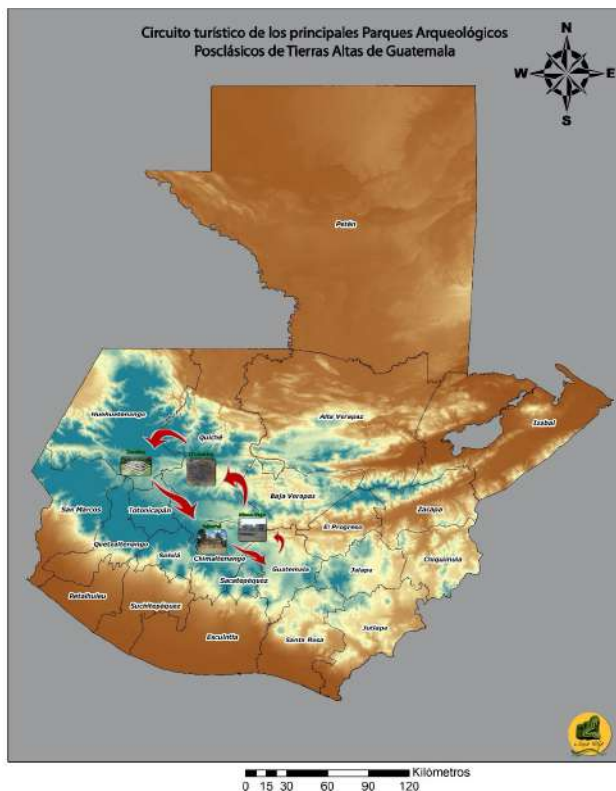 Circuito turístico de los principales Parques Arqueológicos
Posclásicos de Tierras Altas de Guatemala
N
W E
S
Petén
Huehuetenango
Quiché
Alta Verapaz
Izabal
Baja Verapaz
San Marcos
Totonicapán
Zacapa
El Progreso
Quetzaltenango
Sololá
Chimaltenango
Guatemala
Jalapa
Chiquimula
Sacatepéquez
Retalhuleu
Suchitepéquez
Escuintla
Santa Rosa
Jutiapa
Kilómetros
0 15 30 60 90 120